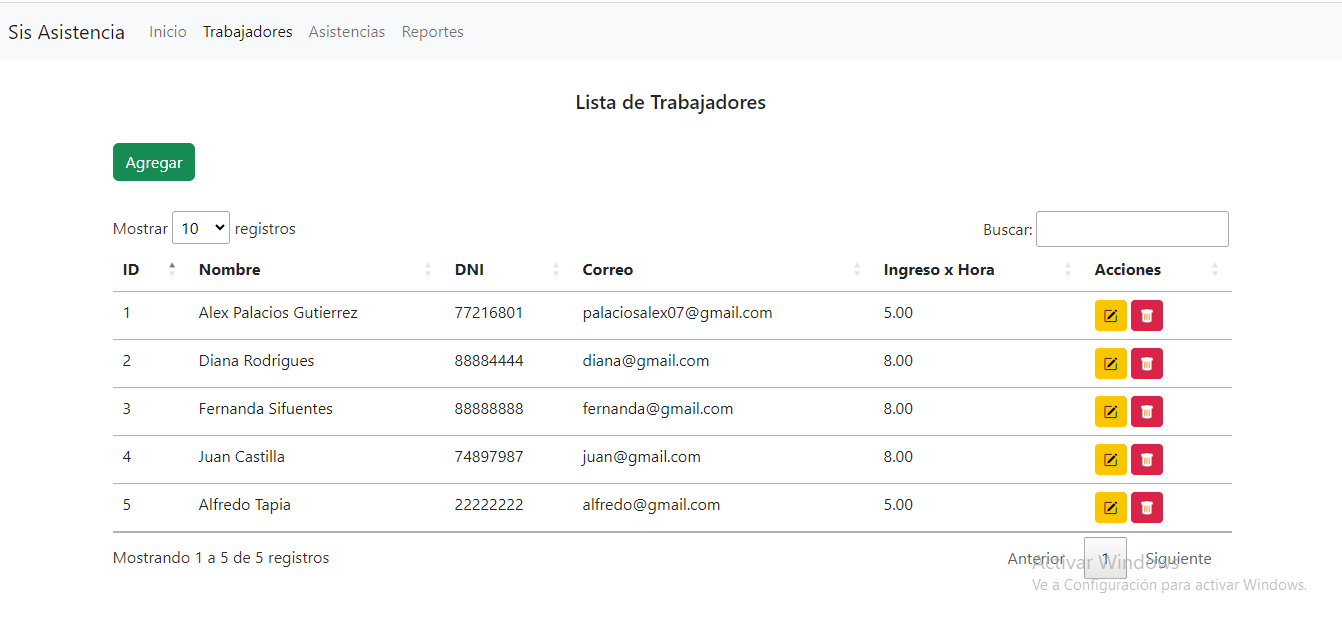 Sis Asistencia Inicio Trabajadores Asistencias Reportes
Lista de Trabajadores
Agregar
Mostrar 10 registros Buscar:
ID Nombre DNI Correo Ingreso x Hora Acciones
1 Alex Palacios Gutierrez 77216801 palaciosalex07@gmail.com 5.00
2 Diana Rodrigues 88884444 diana@gmail.com 8.00
3 Fernanda Sifuentes 88888888 fernanda@gmail.com 8.00
4 Juan Castilla 74897987 juan@gmail.com 8.00
5 Alfredo Tapia 22222222 alfredo@gmail.com 5.00
Mostrando 1 a 5 de 5 registros Anterior 1 Siguiente
Activar Windows
Ve a Configuración para activar Windows.